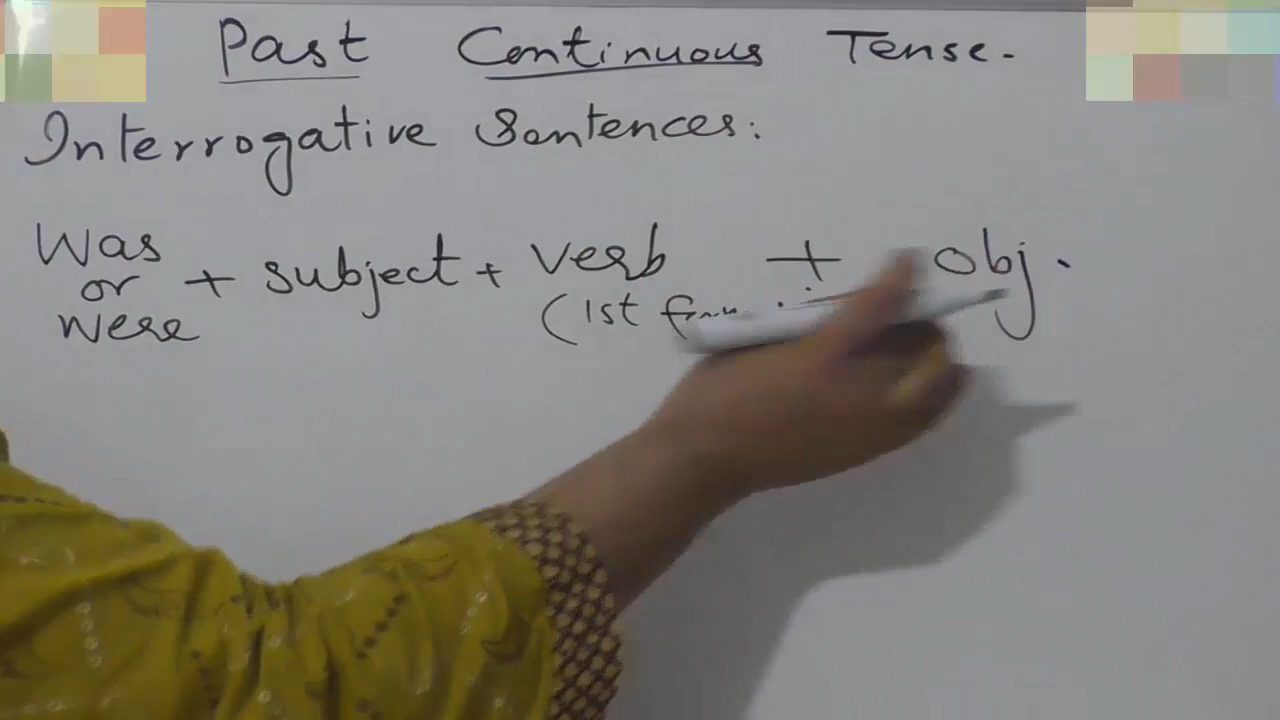 Past Continuous Tense.
Interrogative Sentences:
Was
or
were
+ subject + verb + obj.
(1st